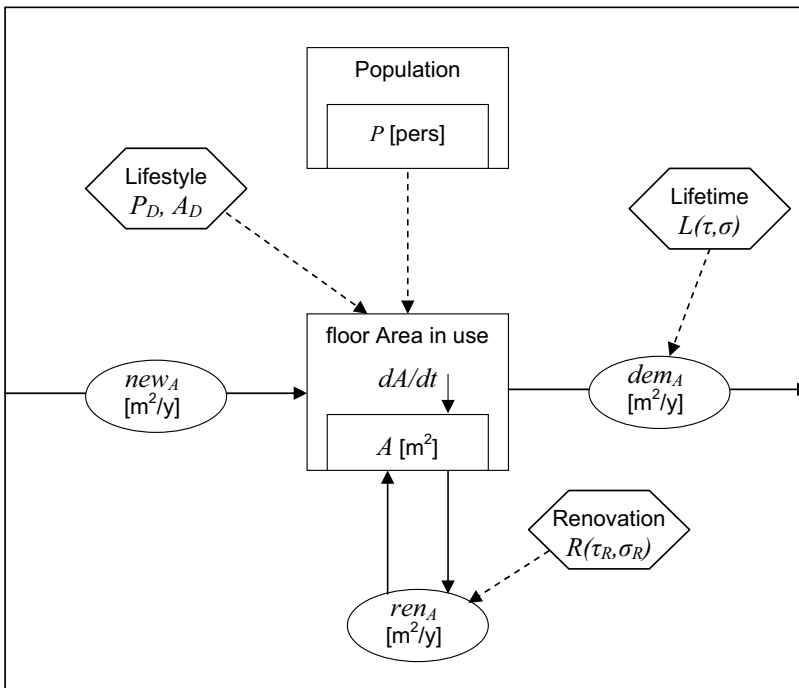 Population
P [pers]
Lifestyle
P_D, A_D
Lifetime
L(τ,σ)
floor Area in use
dA/dt
A [m²]
new_A
[m²/y]
dem_A
[m²/y]
Renovation
R(τ_R,σ_R)
ren_A
[m²/y]